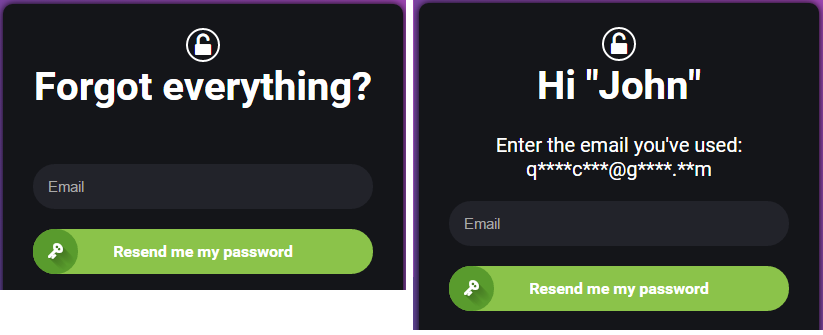 Forgot everything?
Email
Resend me my password
Hi "John"
Enter the email you've used:
q****c***@g****.**m
Email
Resend me my password